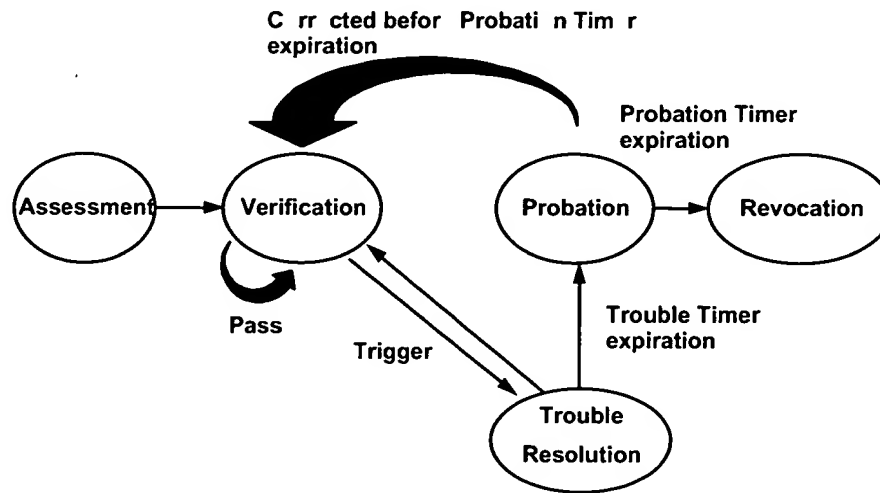 C rr cted befor Probati n Tim r
expiration
Probation Timer
expiration
Assessment
Verification
Probation
Revocation
Pass
Trigger
Trouble Timer
expiration
Trouble
Resolution